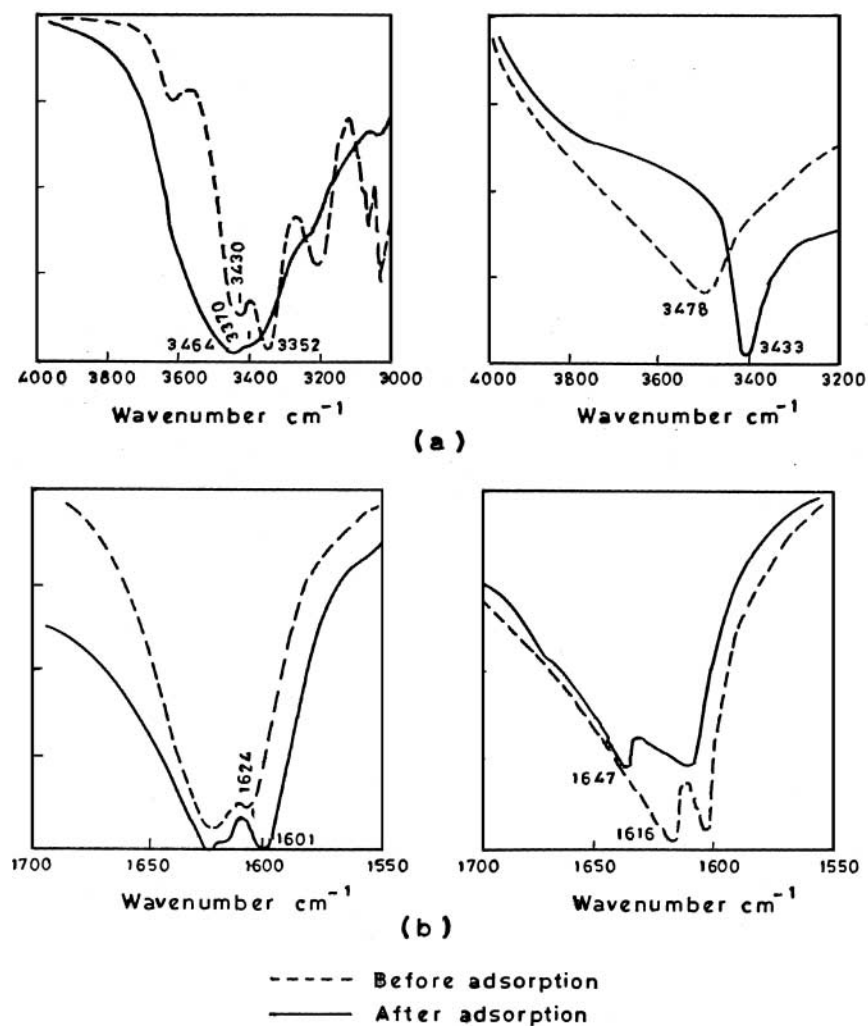 3430
3370
3464
3352
4000 3800 3600 3400 3200 3000
Wavenumber cm⁻¹
3478
3433
4000 3800 3600 3400 3200
Wavenumber cm⁻¹
(a)
1624
1601
1700 1650 1600 1550
Wavenumber cm⁻¹
1647
1616
1700 1650 1600 1550
Wavenumber cm⁻¹
(b)
Before adsorption
After adsorption